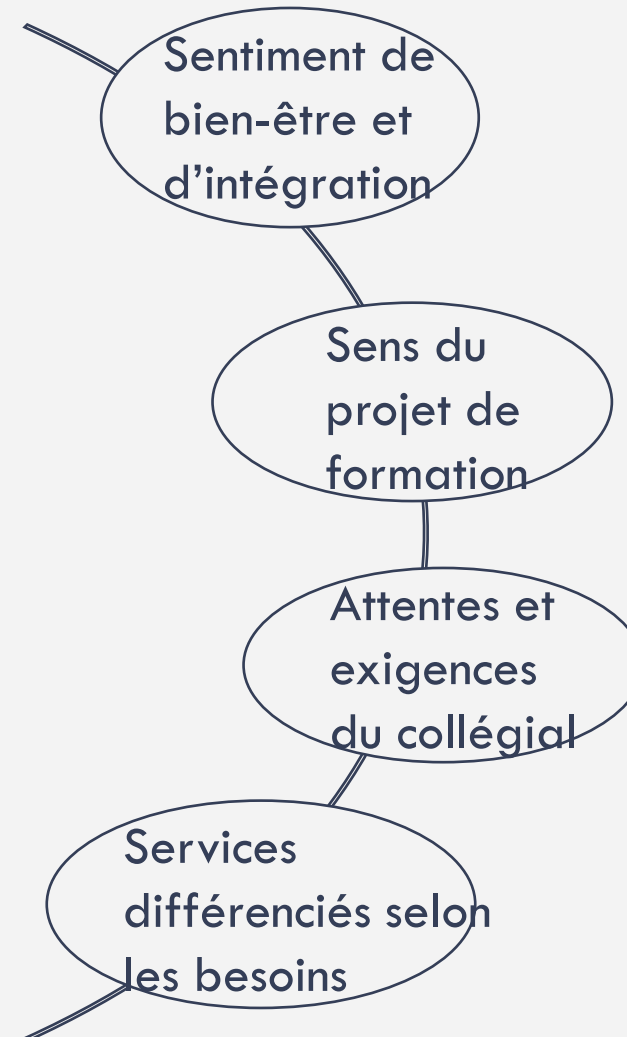 Sentiment de
bien-être et
d’intégration
Sens du
projet de
formation
Attentes et
exigences
du collégial
Services
différenciés selon
les besoins